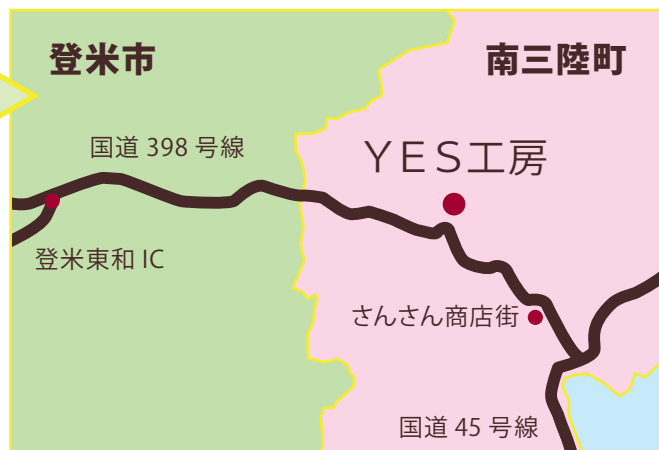 登米市
南三陸町
国道 398 号線
ＹＥＳ工房
登米東和 IC
さんさん商店街
国道 45 号線